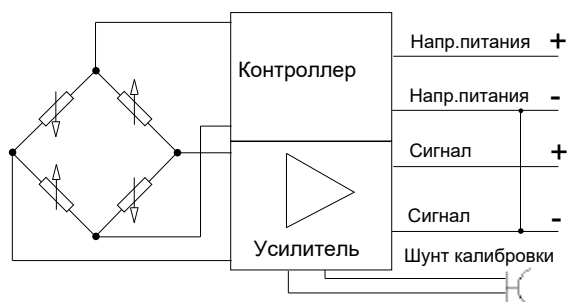 Напр.питания +
Контроллер
Напр.питания -
Сигнал +
Сигнал -
Усилитель
Шунт калибровки